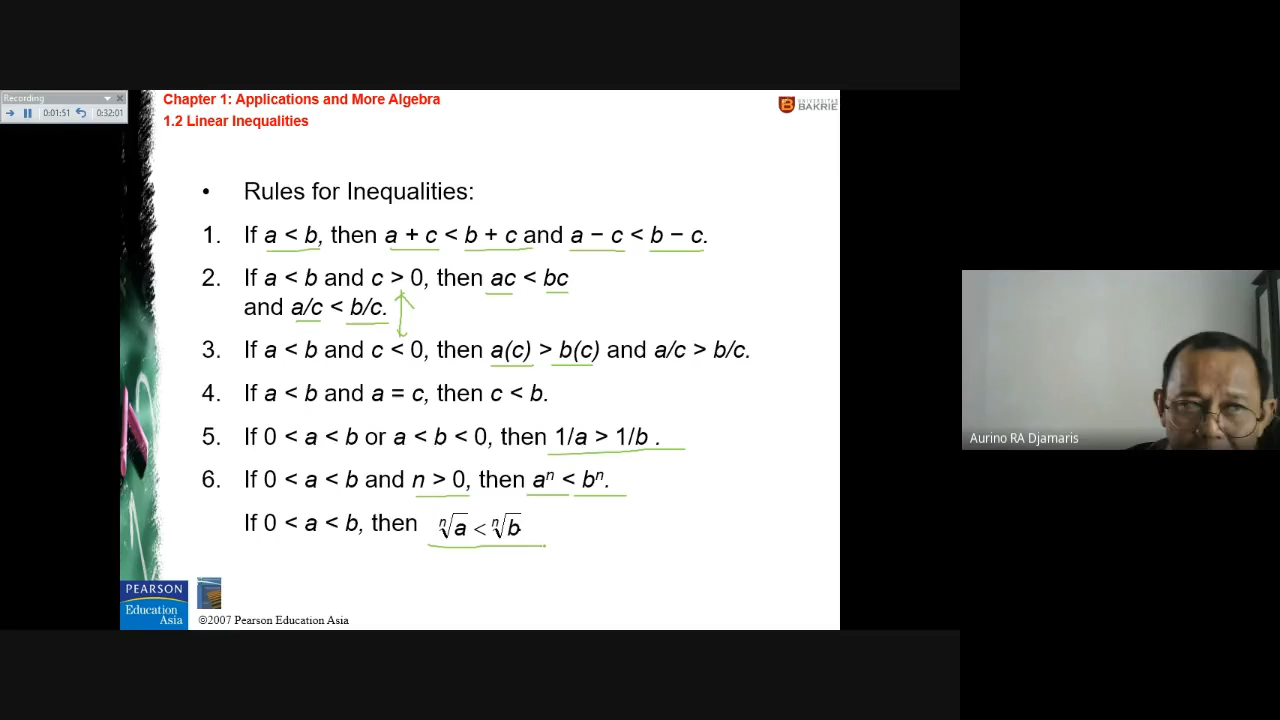 Recording
0:01:51 0:32:01
Chapter 1: Applications and More Algebra
1.2 Linear Inequalities
UNIVERSITAS
BAKRIE
• Rules for Inequalities:
1. If a < b, then a + c < b + c and a − c < b − c.
2. If a < b and c > 0, then ac < bc
and a/c < b/c.
3. If a < b and c < 0, then a(c) > b(c) and a/c > b/c.
4. If a < b and a = c, then c < b.
5. If 0 < a < b or a < b < 0, then 1/a > 1/b .
6. If 0 < a < b and n > 0, then aⁿ < bⁿ.
If 0 < a < b, then ⁿ√a < ⁿ√b
Aurino RA Djamaris
PEARSON
Education
Asia
©2007 Pearson Education Asia